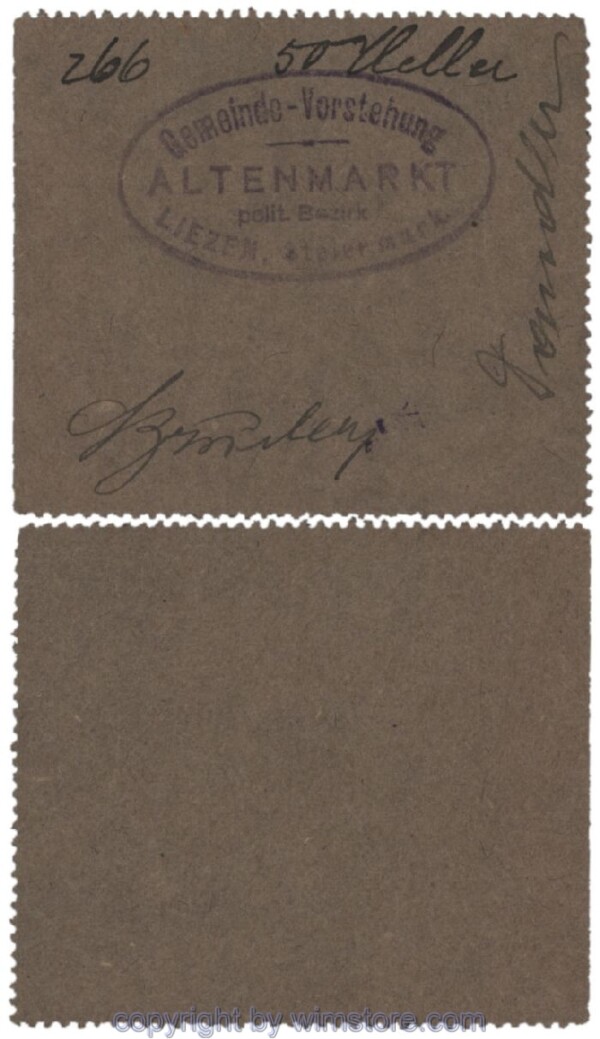 266 50 Heller
Gemeinde-Vorstehung
ALTENMARKT
polit. Bezirk
LIEZEN, Steiermark.
copyright by wimstore.com